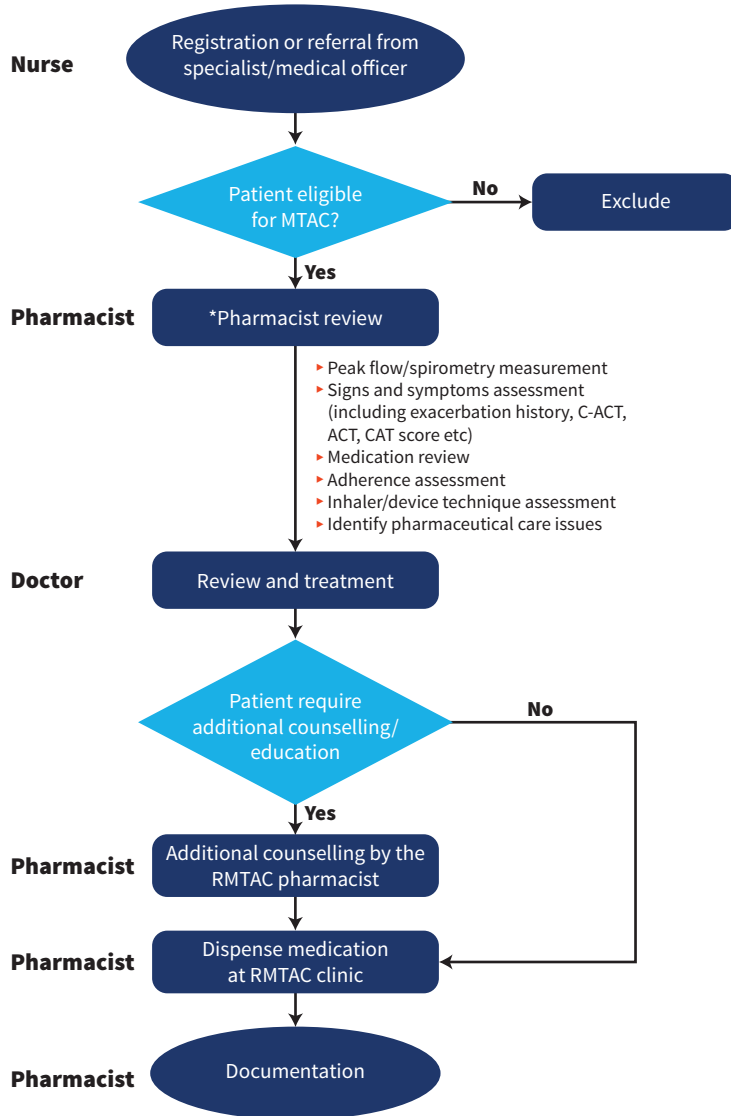 Nurse
Registration or referral from
specialist/medical officer
Patient eligible
for MTAC?
No
Exclude
Yes
Pharmacist
*Pharmacist review
▸ Peak flow/spirometry measurement
▸ Signs and symptoms assessment
(including exacerbation history, C-ACT,
ACT, CAT score etc)
▸ Medication review
▸ Adherence assessment
▸ Inhaler/device technique assessment
▸ Identify pharmaceutical care issues
Doctor
Review and treatment
Patient require
additional counselling/
education
No
Yes
Pharmacist
Additional counselling by the
RMTAC pharmacist
Pharmacist
Dispense medication
at RMTAC clinic
Pharmacist
Documentation